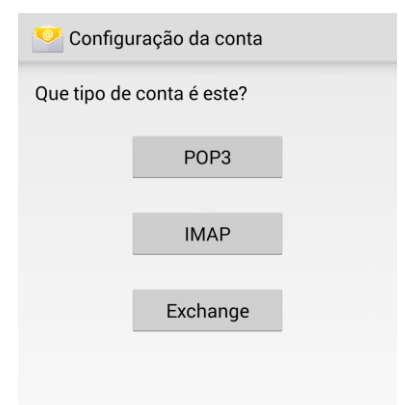 Configuração da conta
Que tipo de conta é este?
POP3
IMAP
Exchange